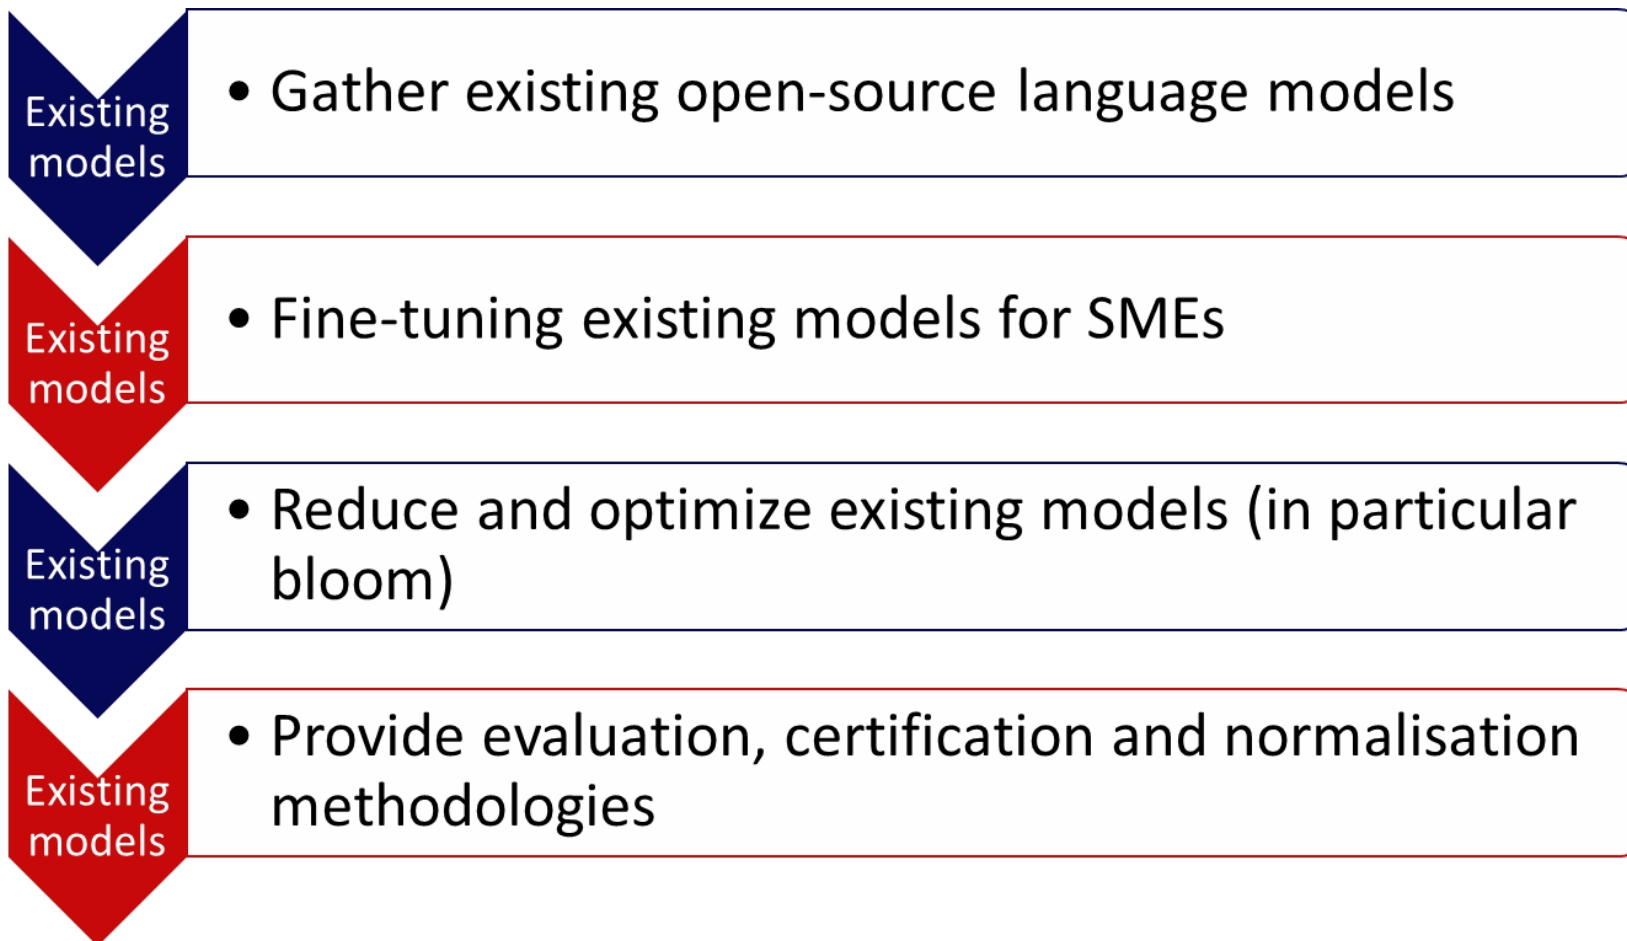 Existing
models
• Gather existing open-source language models
Existing
models
• Fine-tuning existing models for SMEs
Existing
models
• Reduce and optimize existing models (in particular
bloom)
Existing
models
• Provide evaluation, certification and normalisation
methodologies